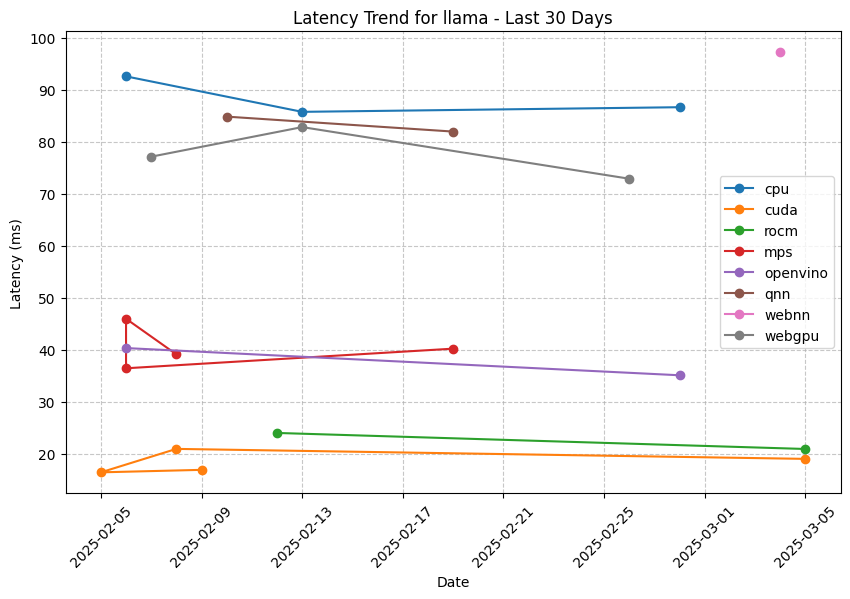 Latency Trend for llama - Last 30 Days
Latency (ms)
100
90
80
70
60
50
40
30
20
cpu
cuda
rocm
mps
openvino
qnn
webnn
webgpu
2025-02-05
2025-02-09
2025-02-13
2025-02-17
2025-02-21
2025-02-25
2025-03-01
2025-03-05
Date